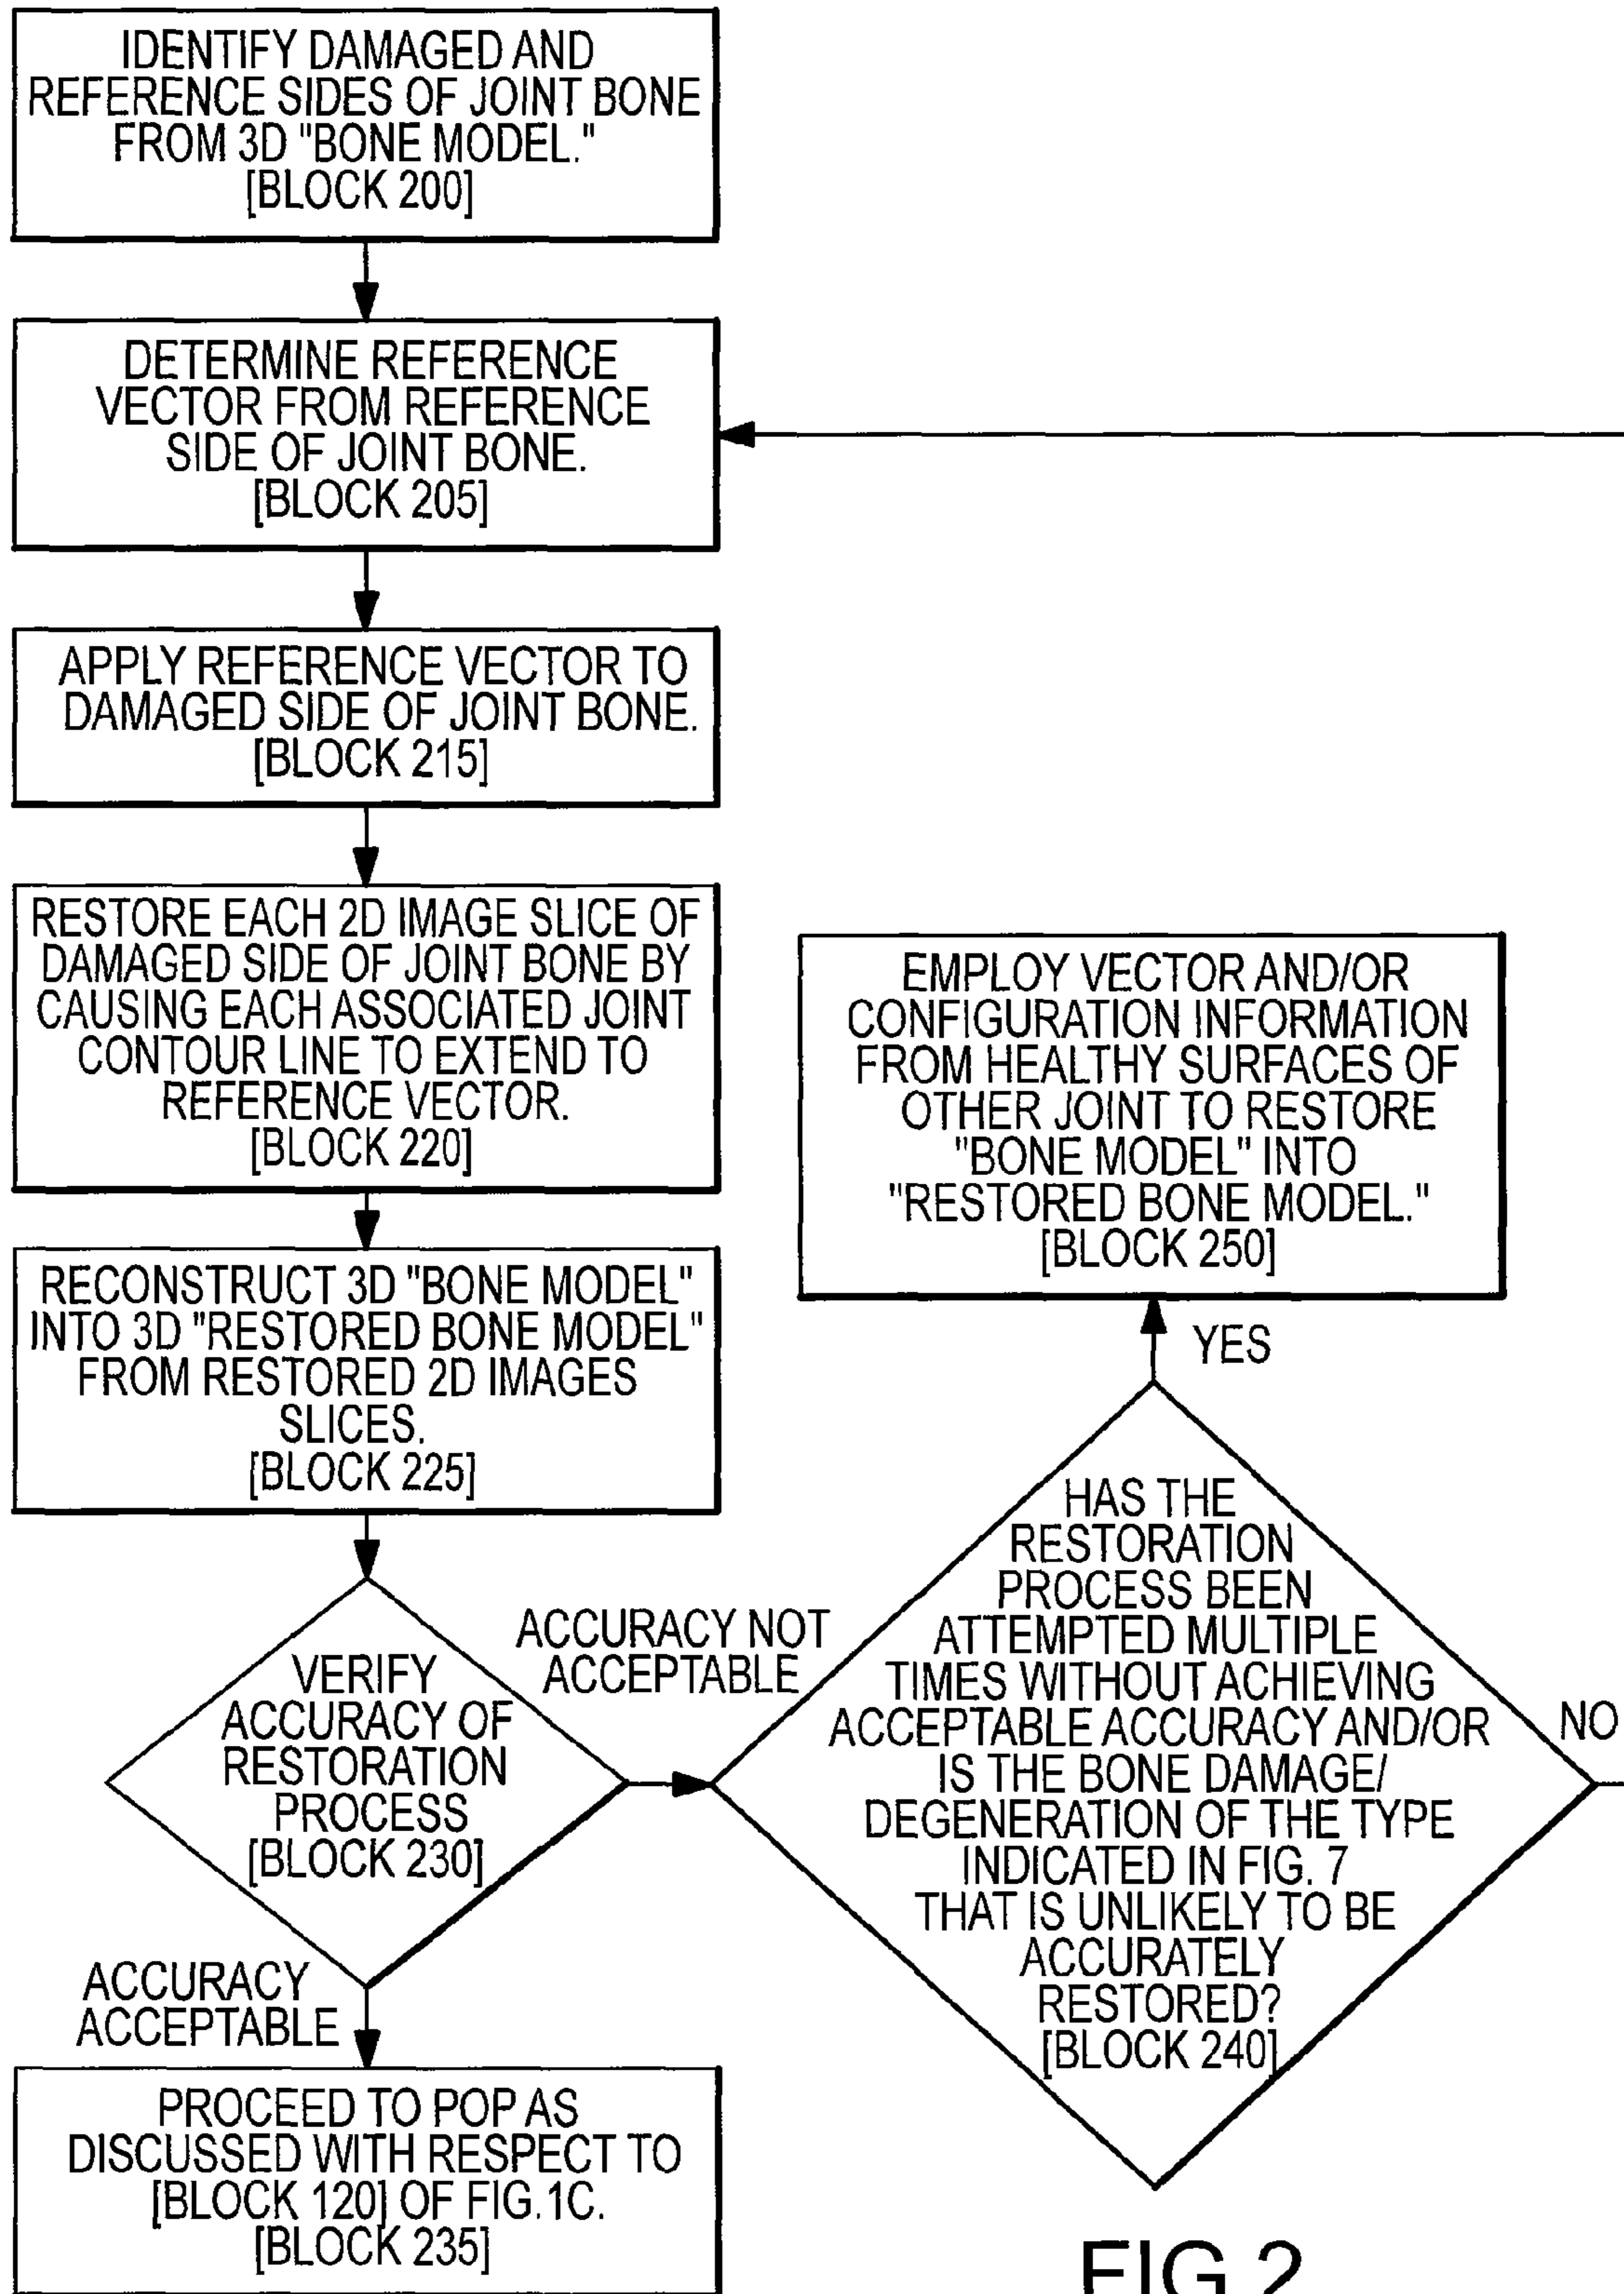 IDENTIFY DAMAGED AND
REFERENCE SIDES OF JOINT BONE
FROM 3D "BONE MODEL."
[BLOCK 200]
DETERMINE REFERENCE
VECTOR FROM REFERENCE
SIDE OF JOINT BONE.
[BLOCK 205]
APPLY REFERENCE VECTOR TO
DAMAGED SIDE OF JOINT BONE.
[BLOCK 215]
RESTORE EACH 2D IMAGE SLICE OF
DAMAGED SIDE OF JOINT BONE BY
CAUSING EACH ASSOCIATED JOINT
CONTOUR LINE TO EXTEND TO
REFERENCE VECTOR.
[BLOCK 220]
RECONSTRUCT 3D "BONE MODEL"
INTO 3D "RESTORED BONE MODEL"
FROM RESTORED 2D IMAGES
SLICES.
[BLOCK 225]
VERIFY
ACCURACY OF
RESTORATION
PROCESS
[BLOCK 230]
ACCURACY
ACCEPTABLE
PROCEED TO POP AS
DISCUSSED WITH RESPECT TO
[BLOCK 120] OF FIG.1C.
[BLOCK 235]
ACCURACY NOT
ACCEPTABLE
HAS THE
RESTORATION
PROCESS BEEN
ATTEMPTED MULTIPLE
TIMES WITHOUT ACHIEVING
ACCEPTABLE ACCURACY AND/OR
IS THE BONE DAMAGE/
DEGENERATION OF THE TYPE
INDICATED IN FIG. 7
THAT IS UNLIKELY TO BE
ACCURATELY
RESTORED?
[BLOCK 240]
NO
YES
EMPLOY VECTOR AND/OR
CONFIGURATION INFORMATION
FROM HEALTHY SURFACES OF
OTHER JOINT TO RESTORE
"BONE MODEL" INTO
"RESTORED BONE MODEL."
[BLOCK 250]
FIG.2